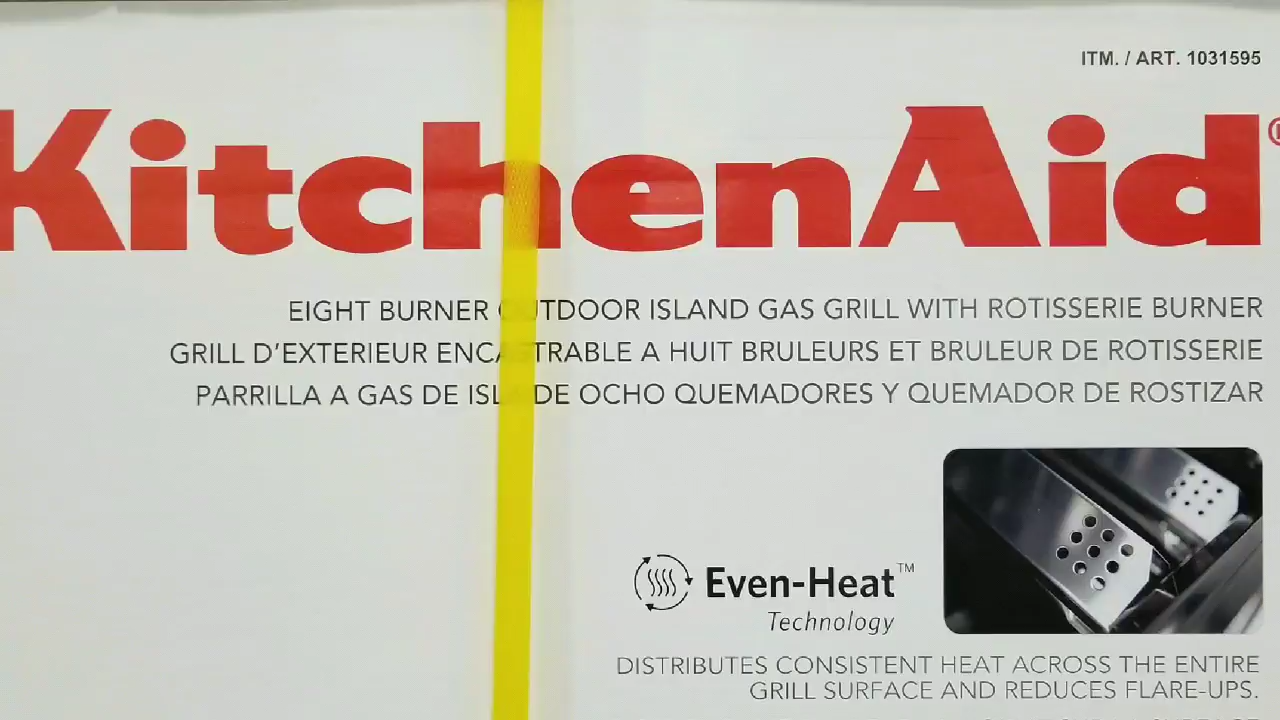 ITM. / ART. 1031595
KitchenAid®
EIGHT BURNER OUTDOOR ISLAND GAS GRILL WITH ROTISSERIE BURNER
GRILL D'EXTERIEUR ENCASTRABLE A HUIT BRULEURS ET BRULEUR DE ROTISSERIE
PARRILLA A GAS DE ISLA DE OCHO QUEMADORES Y QUEMADOR DE ROSTIZAR
Even-Heat™
Technology
DISTRIBUTES CONSISTENT HEAT ACROSS THE ENTIRE
GRILL SURFACE AND REDUCES FLARE-UPS.